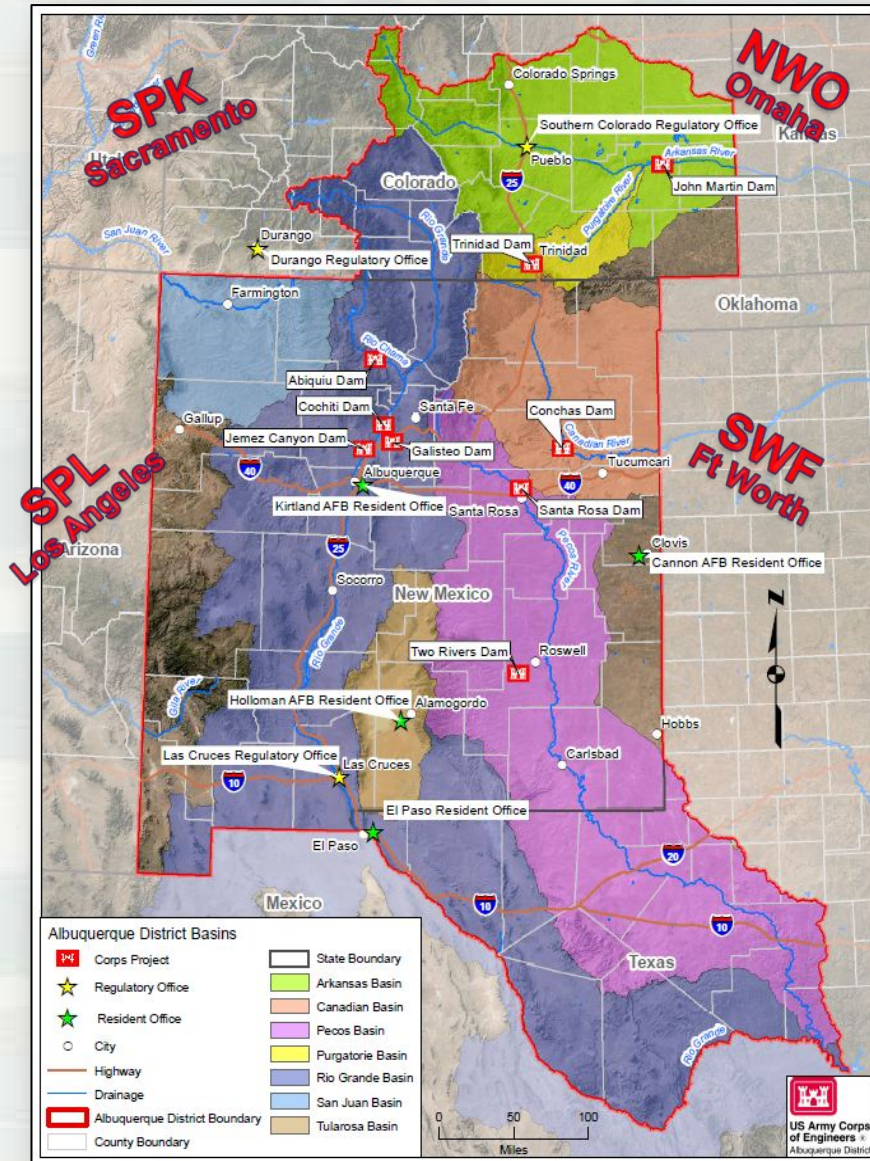 SPK
Sacramento
NWO
Omaha
SPL
Los Angeles
SWF
Ft Worth
Green River
Utah
Colorado Springs
Southern Colorado Regulatory Office
Pueblo
Arkansas River
Kansas
John Martin Dam
25
Colorado
Purgatoire River
Rio Grande
San Juan River
Durango
Durango Regulatory Office
Trinidad Dam
Trinidad
Farmington
Oklahoma
Rio Chama
Abiquiu Dam
Cochiti Dam
Santa Fe
Conchas Dam
Gallup
Jemez Canyon Dam
Galisteo Dam
Canadian River
Tucumcari
40
Albuquerque
40
Kirtland AFB Resident Office
Santa Rosa
Santa Rosa Dam
Arizona
25
Pecos River
Clovis
Cannon AFB Resident Office
Socorro
New Mexico
N
Rio Grande
Two Rivers Dam
Roswell
Gila River
Holloman AFB Resident Office
Alamogordo
Hobbs
Las Cruces Regulatory Office
Las Cruces
Carlsbad
10
El Paso Resident Office
El Paso
20
Mexico
10
10
Texas
Rio Grande
Albuquerque District Basins
Corps Project
Regulatory Office
Resident Office
City
Highway
Drainage
Albuquerque District Boundary
County Boundary
State Boundary
Arkansas Basin
Canadian Basin
Pecos Basin
Purgatorie Basin
Rio Grande Basin
San Juan Basin
Tularosa Basin
0 50 100
Miles
US Army Corps
of Engineers ®
Albuquerque District